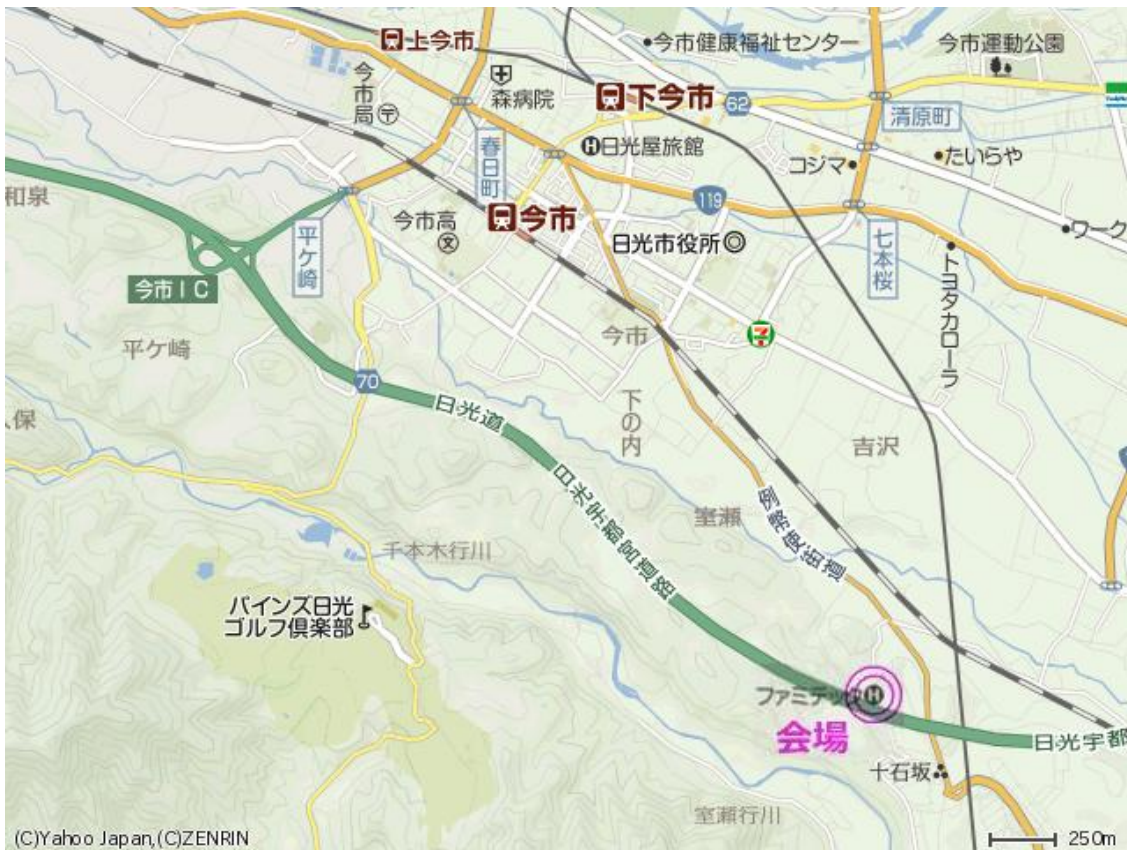 上今市
今市健康福祉センター
今市運動公園
今市局
森病院
下今市
62
清原町
春日町
日光屋旅館
コジマ
たいらや
和泉
119
今市高
今市
日光市役所
ワーク
平ケ崎
七本桜
トヨタカローラ
今市IC
平ケ崎
今市
70
日光道
下の内
吉沢
久保
日光宇都宮道路
室瀬
例幣使街道
千本木行川
パインズ日光
ゴルフ倶楽部
ファミテック
会場
日光宇都
十石坂
室瀬行川
(C)Yahoo Japan,(C)ZENRIN
250m